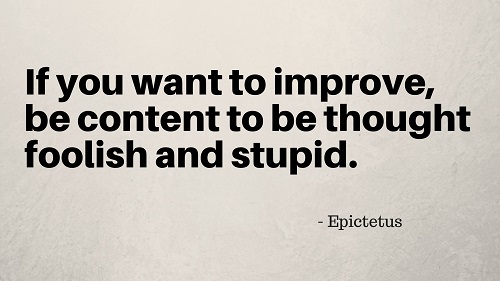 If you want to improve,
be content to be thought
foolish and stupid.
- Epictetus